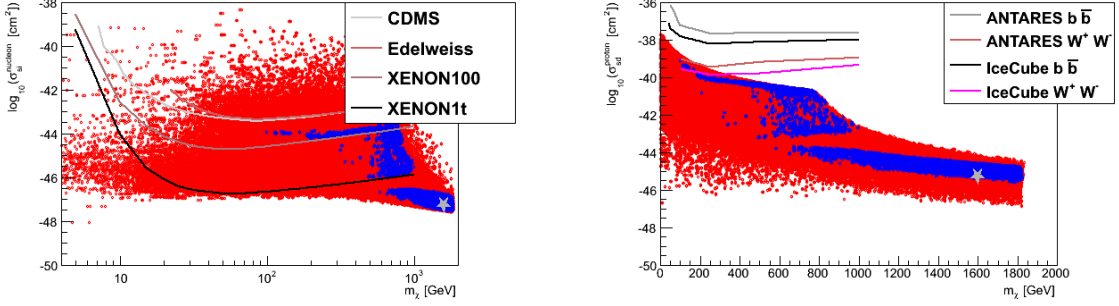 log₁₀(σ_si^nucleon) [cm²]
-38
-40
-42
-44
-46
-48
-50
10
10²
10³
m_χ [GeV]
CDMS
Edelweiss
XENON100
XENON1t
log₁₀(σ_sd^proton) [cm²]
-36
-38
-40
-42
-44
-46
-48
-50
0
200
400
600
800
1000
1200
1400
1600
1800
2000
m_χ [GeV]
ANTARES b b̅
ANTARES W⁺ W⁻
IceCube b b̅
IceCube W⁺ W⁻